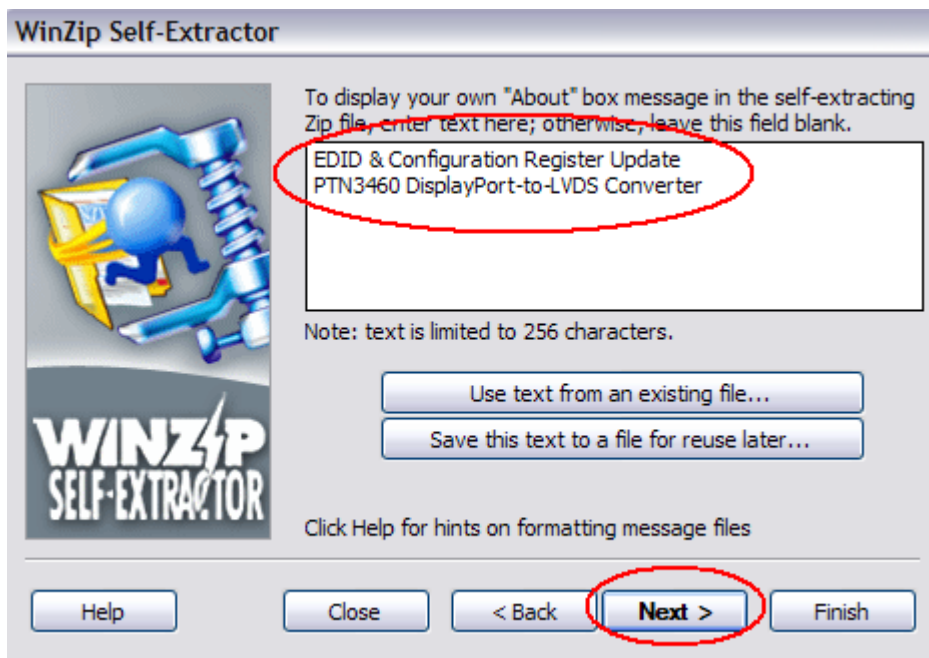 WinZip Self-Extractor
To display your own "About" box message in the self-extracting
Zip file, enter text here; otherwise, leave this field blank.
EDID & Configuration Register Update
PTN3460 DisplayPort-to-LVDS Converter
Note: text is limited to 256 characters.
Use text from an existing file...
Save this text to a file for reuse later...
WINZIP
SELF-EXTRACTOR
Click Help for hints on formatting message files
Help
Close
< Back
Next >
Finish